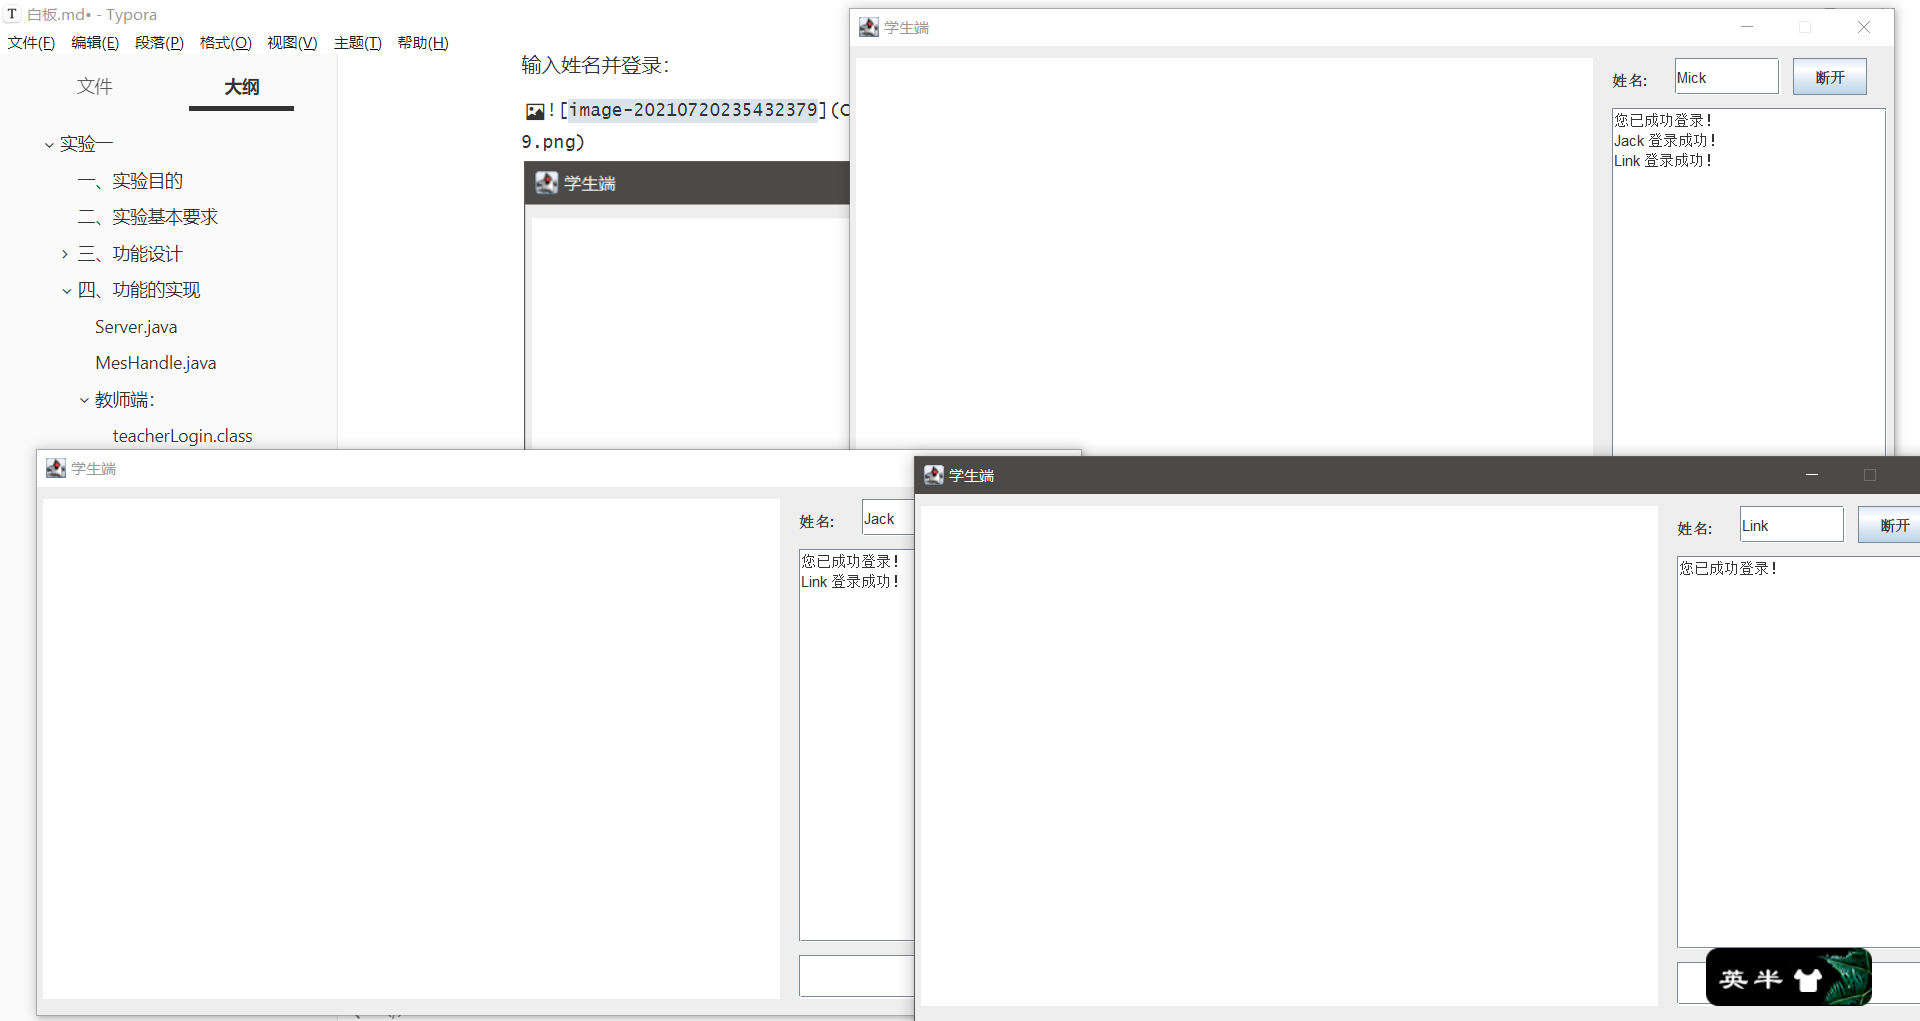 白板.md• - Typora
文件(F) 编辑(E) 段落(P) 格式(O) 视图(V) 主题(T) 帮助(H)
文件 大纲
实验一
一、实验目的
二、实验基本要求
三、功能设计
四、功能的实现
Server.java
MesHandle.java
教师端：
teacherLogin.class
输入姓名并登录：
![image-20210720235432379](C
9.png)
学生端
学生端
姓名: Mick 断开
您已成功登录！
Jack 登录成功！
Link 登录成功！
学生端
姓名: Jack
您已成功登录！
Link 登录成功！
学生端
姓名: Link 断开
您已成功登录！
英 半